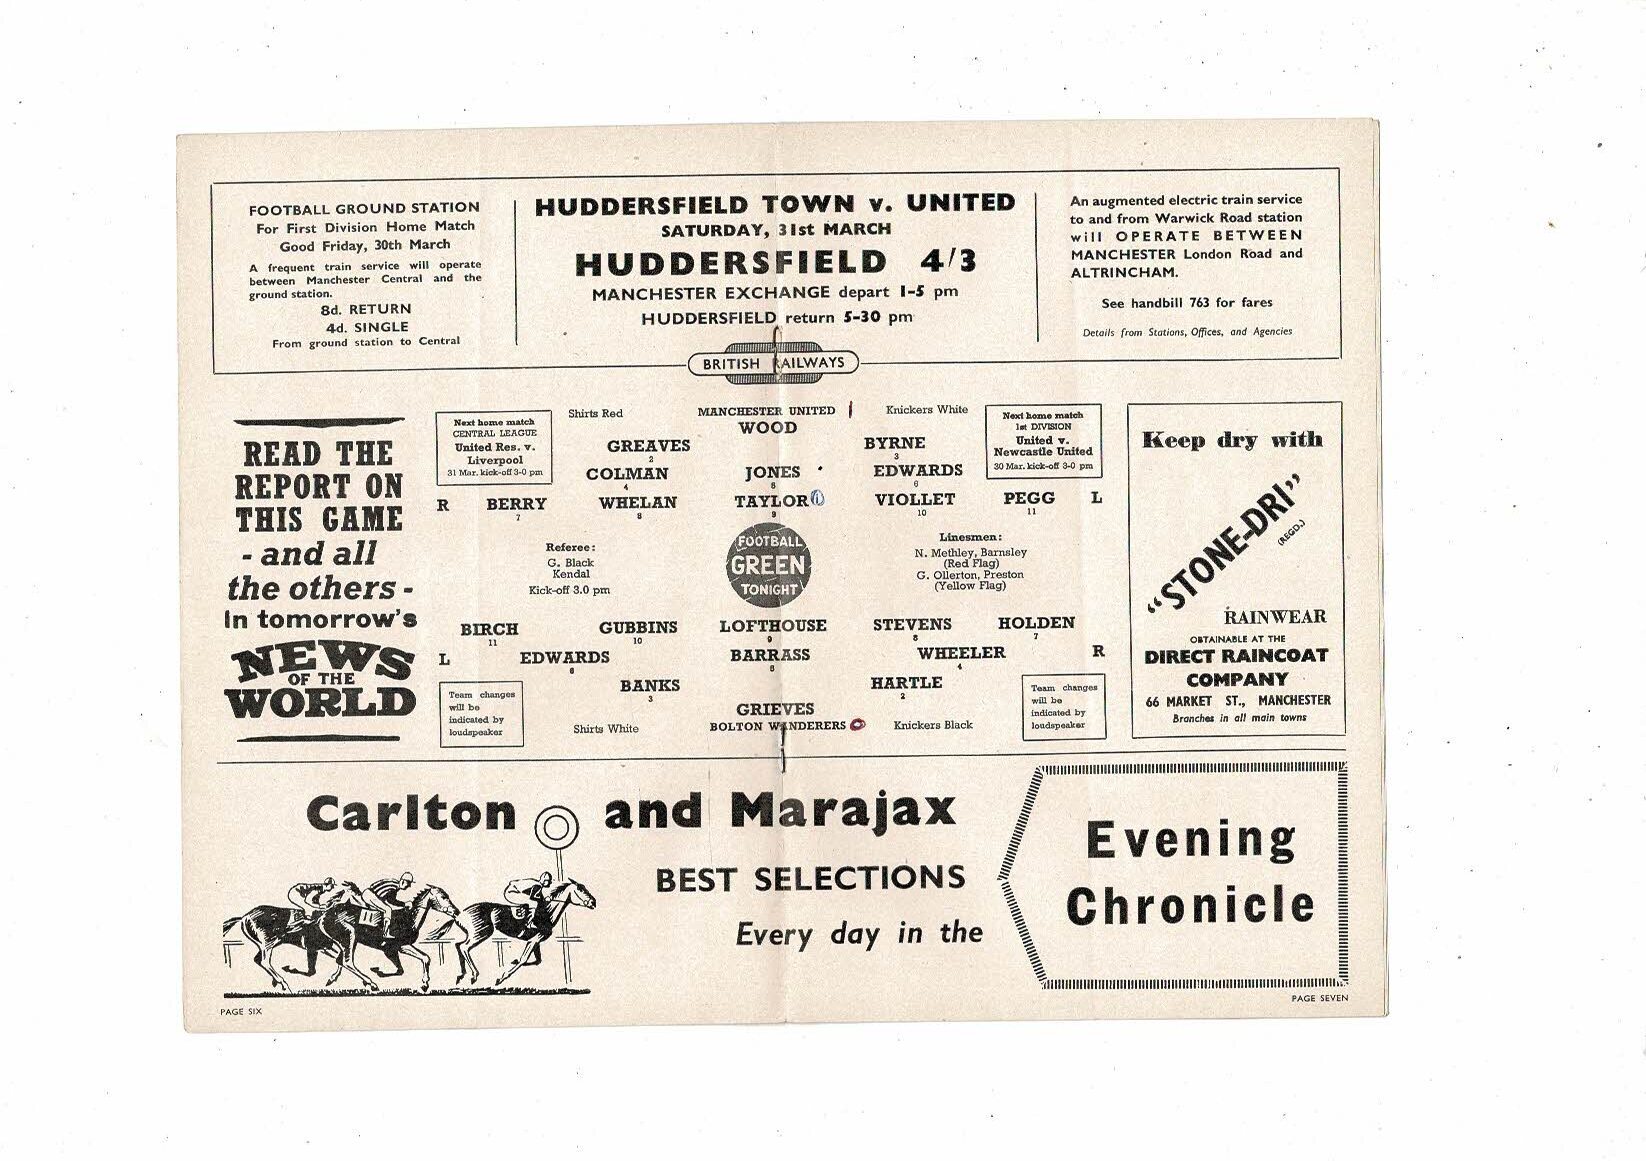 FOOTBALL GROUND STATION
For First Division Home Match
Good Friday, 30th March
A frequent train service will operate
between Manchester Central and the
ground station.
8d. RETURN
4d. SINGLE
From ground station to Central
HUDDERSFIELD TOWN v. UNITED
SATURDAY, 31st MARCH
HUDDERSFIELD 4/3
MANCHESTER EXCHANGE depart 1-5 pm
HUDDERSFIELD return 5-30 pm
An augmented electric train service
to and from Warwick Road station
will OPERATE BETWEEN
MANCHESTER London Road and
ALTRINCHAM.
See handbill 763 for fares
Details from Stations, Offices, and Agencies
BRITISH RAILWAYS
READ THE
REPORT ON
THIS GAME
- and all
the others -
In tomorrow's
NEWS
OF THE
WORLD
Next home match
CENTRAL LEAGUE
United Res. v.
Liverpool
31 Mar. kick-off 3-0 pm
Shirts Red
MANCHESTER UNITED 1
Knickers White
Next home match
1st DIVISION
United v.
Newcastle United
30 Mar. kick-off 3-0 pm
WOOD
GREAVES BYRNE
2 3
COLMAN JONES EDWARDS
4 5 6
R BERRY WHELAN TAYLOR (1) VIOLLET PEGG L
7 8 9 10 11
Referee:
G. Black
Kendal
Kick-off 3.0 pm
FOOTBALL
GREEN
TONIGHT
Linesmen:
N. Methley, Barnsley
(Red Flag)
G. Ollerton, Preston
(Yellow Flag)
BIRCH GUBBINS LOFTHOUSE STEVENS HOLDEN
11 10 9 8 7
L EDWARDS BARRASS WHEELER R
6 5 4
BANKS HARTLE
3 2
GRIEVES
Team changes
will be
indicated by
loudspeaker
Shirts White
BOLTON WANDERERS 0
Knickers Black
Team changes
will be
indicated by
loudspeaker
Keep dry with
"STONE-DRI"
(REGD.)
RAINWEAR
OBTAINABLE AT THE
DIRECT RAINCOAT
COMPANY
66 MARKET ST., MANCHESTER
Branches in all main towns
Carlton and Marajax
BEST SELECTIONS
Every day in the
Evening
Chronicle
11
PAGE SIX
PAGE SEVEN